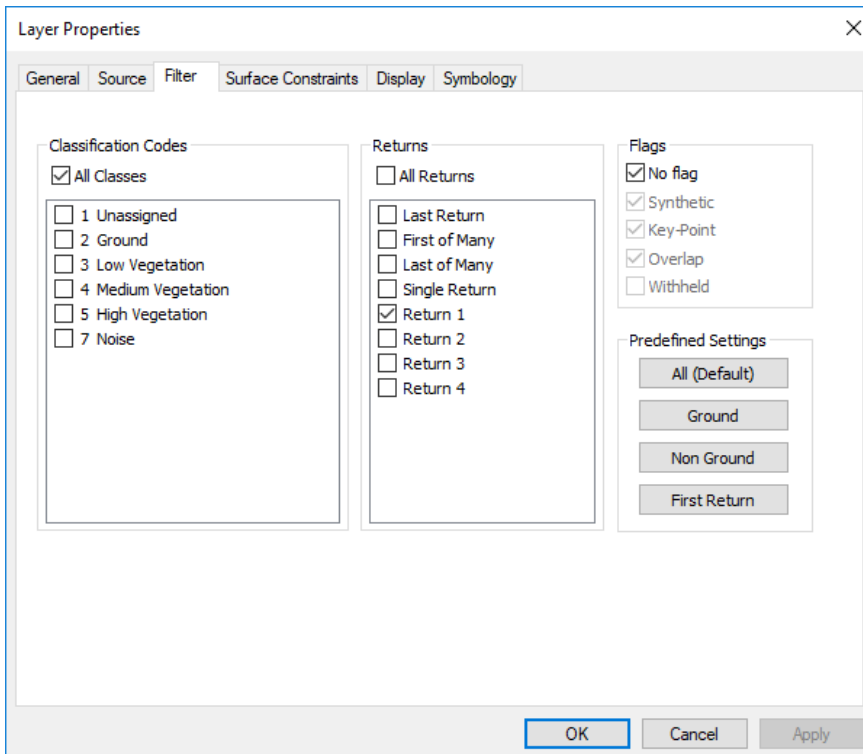 Layer Properties
General Source Filter Surface Constraints Display Symbology
Classification Codes
All Classes
1 Unassigned
2 Ground
3 Low Vegetation
4 Medium Vegetation
5 High Vegetation
7 Noise
Returns
All Returns
Last Return
First of Many
Last of Many
Single Return
Return 1
Return 2
Return 3
Return 4
Flags
No flag
Synthetic
Key-Point
Overlap
Withheld
Predefined Settings
All (Default)
Ground
Non Ground
First Return
OK Cancel Apply